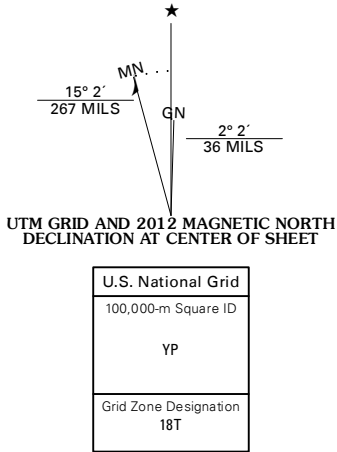 ★
MN
15° 2´
267 MILS
GN
2° 2´
36 MILS
UTM GRID AND 2012 MAGNETIC NORTH
DECLINATION AT CENTER OF SHEET
U.S. National Grid
100,000-m Square ID
YP
Grid Zone Designation
18T